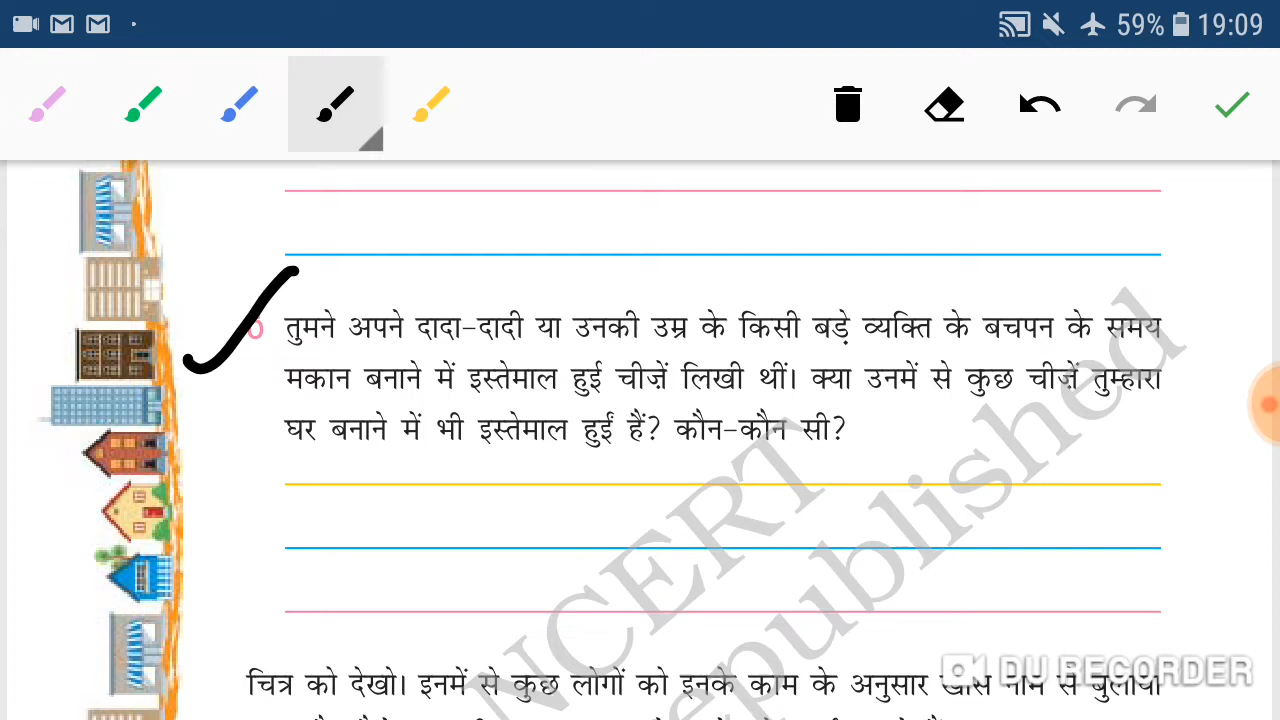 59% 19:09
तुमने अपने दादा-दादी या उनकी उम्र के किसी बड़े व्यक्ति के बचपन के समय
मकान बनाने में इस्तेमाल हुई चीज़ें लिखी थीं। क्या उनमें से कुछ चीज़ें तुम्हारा
घर बनाने में भी इस्तेमाल हुईं हैं? कौन-कौन सी?
NCERT
republished
चित्र को देखो। इनमें से कुछ लोगों को इनके काम के अनुसार खास नाम से बुलाया
DU RECORDER